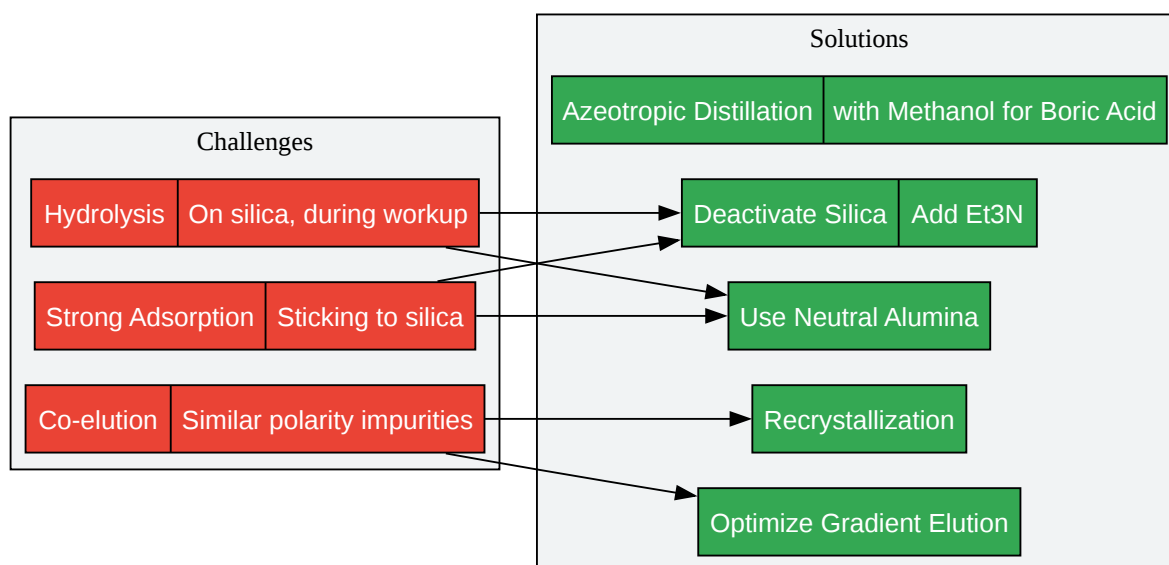 Challenges
Hydrolysis
On silica, during workup
Strong Adsorption
Sticking to silica
Co-elution
Similar polarity impurities
Solutions
Azeotropic Distillation
with Methanol for Boric Acid
Deactivate Silica
Add Et3N
Use Neutral Alumina
Recrystallization
Optimize Gradient Elution